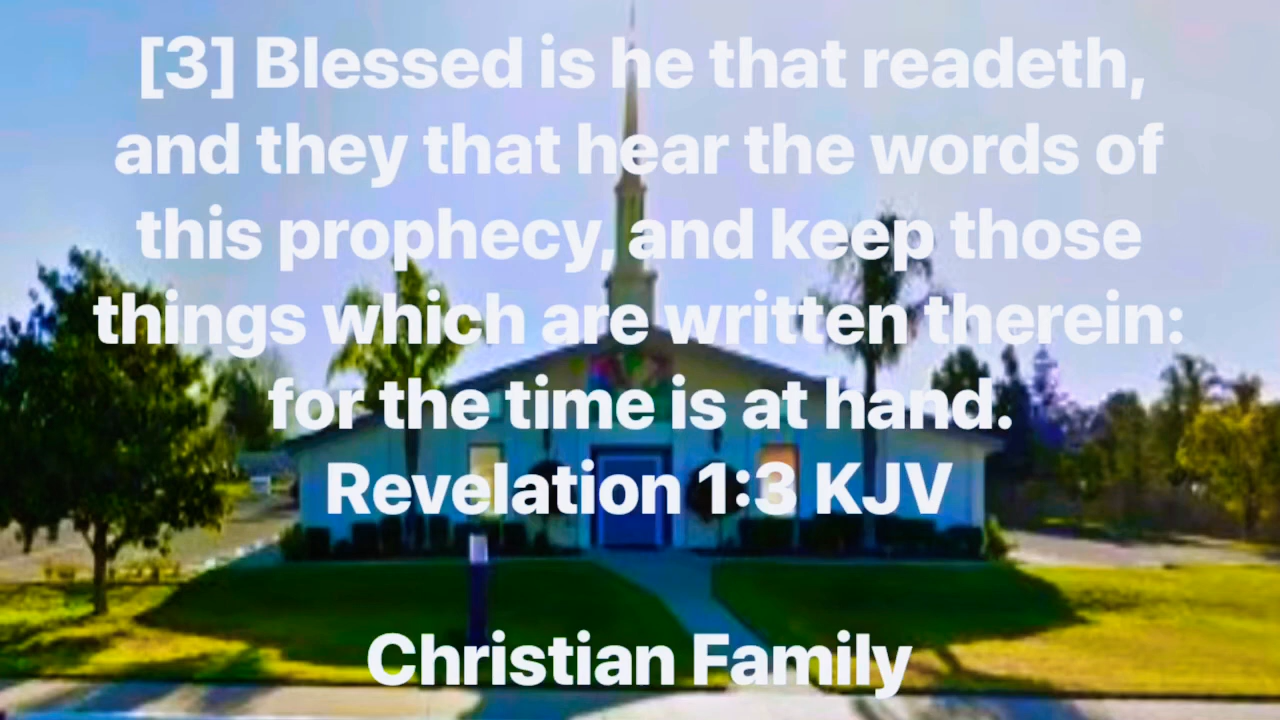 [3] Blessed is he that readeth,
and they that hear the words of
this prophecy, and keep those
things which are written therein:
for the time is at hand.
Revelation 1:3 KJV
Christian Family